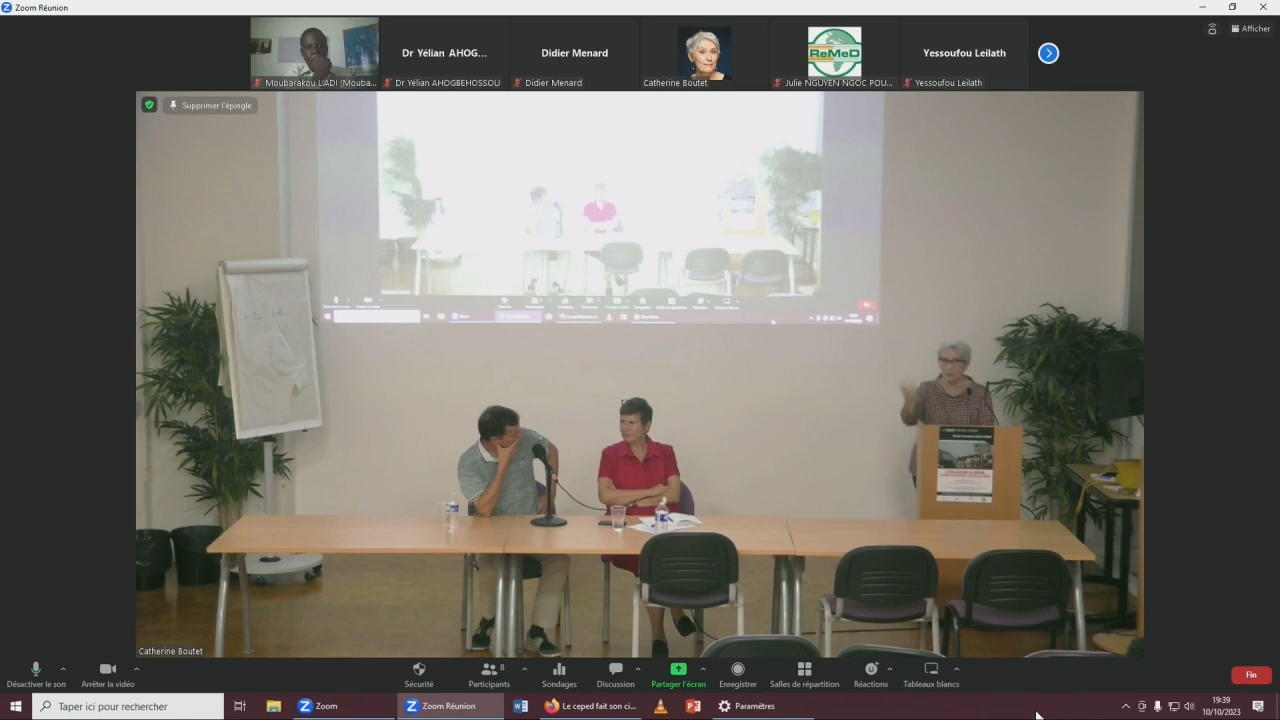 Zoom Réunion
Afficher
Dr Yélian AHOG...
Didier Menard
ReMeD
Yessoufou Leilath
Moubarakou LIADI (Mouba...
Dr Yélian AHOGBEHOSSOU
Didier Menard
Catherine Boutet
Julie NGUYEN NGOC POU...
Yessoufou Leilath
Supprimer l'épingle
Catherine Boutet
8
Désactiver le son
Arrêter la vidéo
Sécurité
Participants
Sondages
Discussion
Partager l'écran
Enregistrer
Salles de répartition
Réactions
Tableaux blancs
Fin
Taper ici pour rechercher
Zoom
Zoom Réunion
Le ceped fait son ci...
Paramètres
19:39
10/10/2023